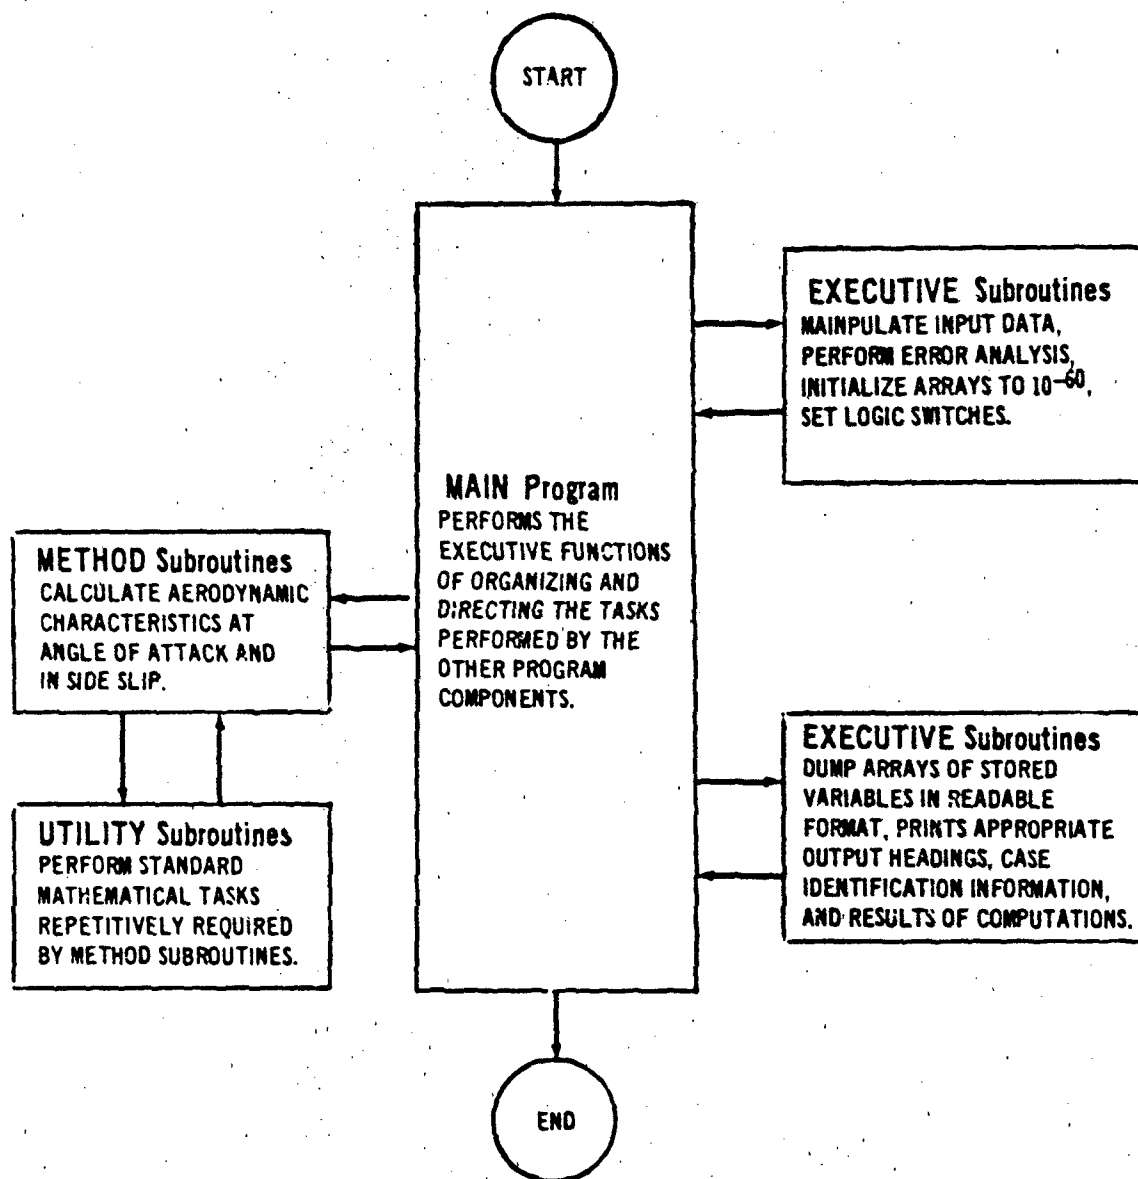 START
EXECUTIVE Subroutines
MAINPULATE INPUT DATA,
PERFORM ERROR ANALYSIS,
INITIALIZE ARRAYS TO 10-60,
SET LOGIC SWITCHES.
MAIN Program
PERFORMS THE
EXECUTIVE FUNCTIONS
OF ORGANIZING AND
DIRECTING THE TASKS
PERFORMED BY THE
OTHER PROGRAM
COMPONENTS.
METHOD Subroutines
CALCULATE AERODYNAMIC
CHARACTERISTICS AT
ANGLE OF ATTACK AND
IN SIDE SLIP.
UTILITY Subroutines
PERFORM STANDARD
MATHEMATICAL TASKS
REPETITIVELY REQUIRED
BY METHOD SUBROUTINES.
EXECUTIVE Subroutines
DUMP ARRAYS OF STORED
VARIABLES IN READABLE
FORMAT, PRINTS APPROPRIATE
OUTPUT HEADINGS, CASE
IDENTIFICATION INFORMATION,
AND RESULTS OF COMPUTATIONS.
END